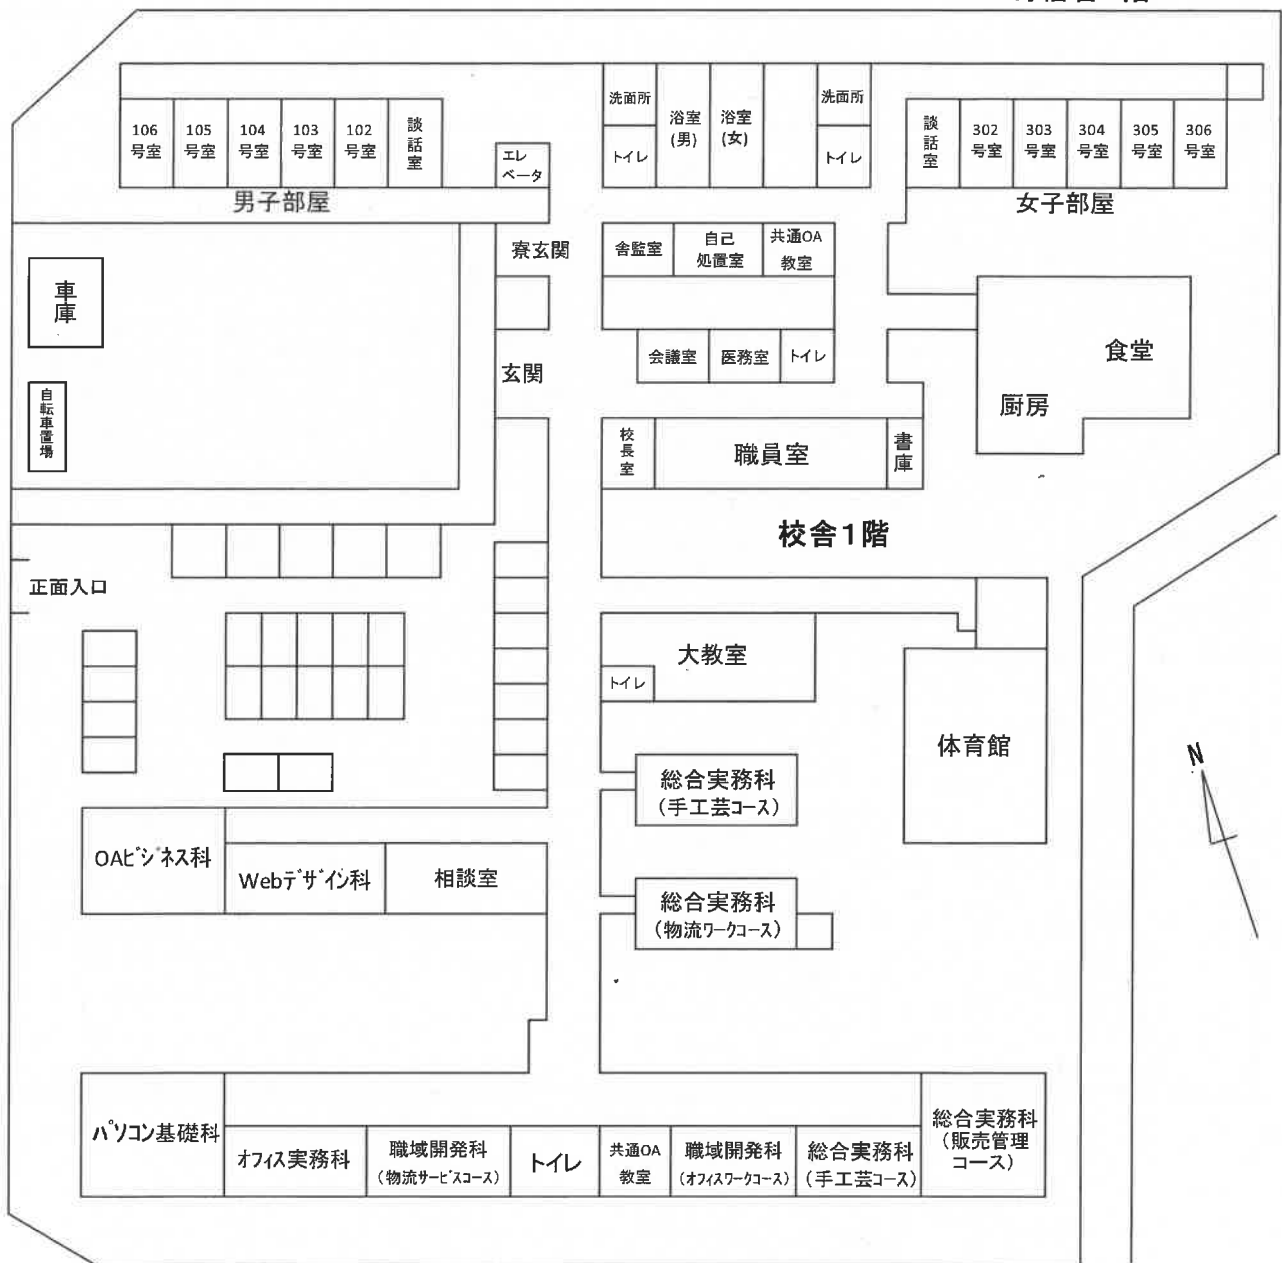 洗面所
洗面所
106
号室
105
号室
104
号室
103
号室
102
号室
談話室
浴室
(男)
浴室
(女)
談話室
302
号室
303
号室
304
号室
305
号室
306
号室
エレ
ベータ
トイレ
トイレ
男子部屋
女子部屋
寮玄関
舎監室
自己
処置室
共通OA
教室
車庫
会議室
医務室
トイレ
食堂
玄関
厨房
自転車置場
校長室
職員室
書庫
校舎1階
正面入口
大教室
トイレ
体育館
N
総合実務科
(手工芸コース)
OAビジネス科
Webデザイン科
相談室
総合実務科
(物流ワークコース)
パソコン基礎科
オフィス実務科
職域開発科
(物流サービスコース)
トイレ
共通OA
教室
職域開発科
(オフィスワークコース)
総合実務科
(手工芸コース)
総合実務科
(販売管理
コース)